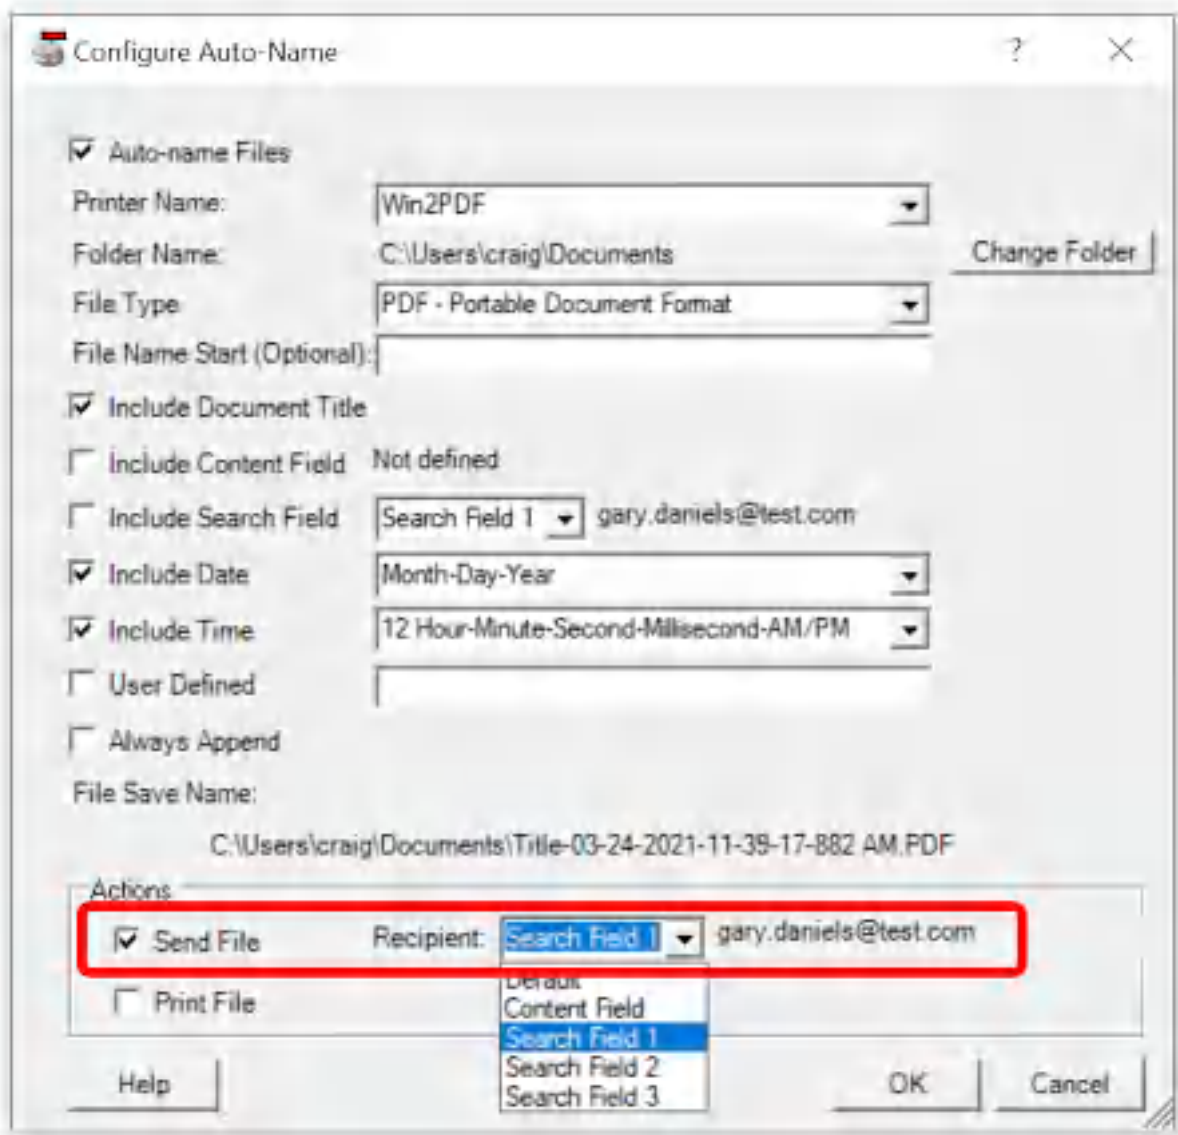 Configure Auto-Name ?
Auto-name Files
Printer Name: Win2PDF
Folder Name: C:\Users\craig\Documents Change Folder
File Type PDF - Portable Document Format
File Name Start (Optional):
Include Document Title
Include Content Field Not defined
Include Search Field Search Field 1 gary.daniels@test.com
Include Date Month-Day-Year
Include Time 12 Hour-Minute-Second-Millisecond-AM/PM
User Defined
Always Append
File Save Name:
C:\Users\craig\Documents\Title-03-24-2021-11-39-17-882 AM.PDF
Actions
Send File Recipient: Search Field 1 gary.daniels@test.com
Default
Print File Content Field
Search Field 1
Search Field 2
Help OK Cancel
Search Field 3